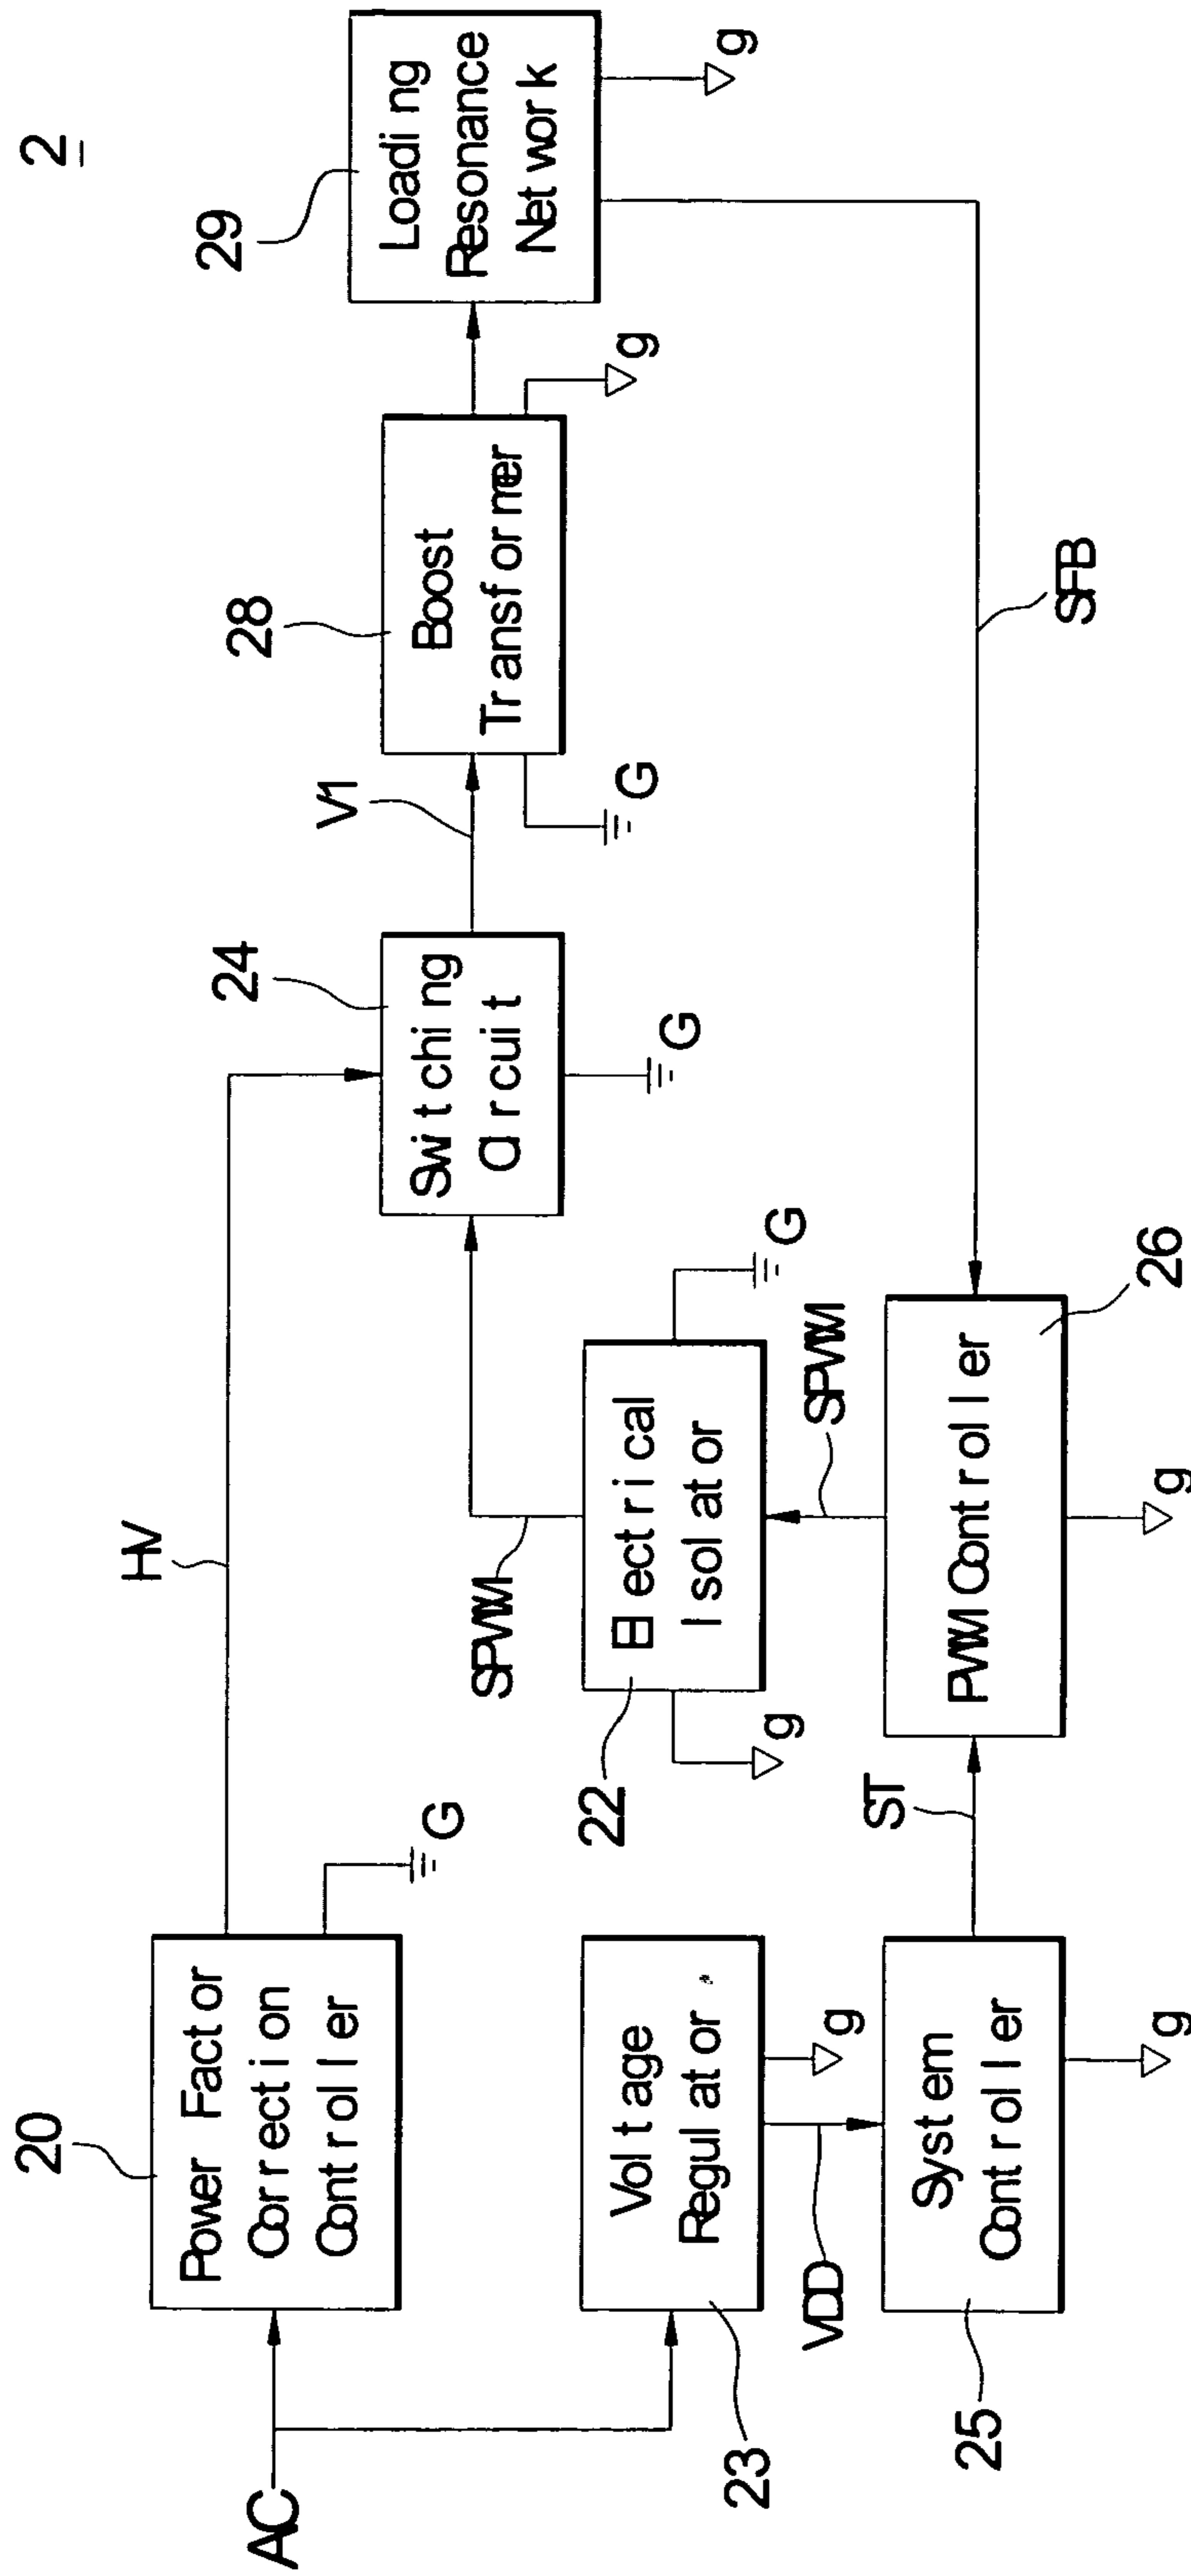 2
20
Power Factor
Correction
Controller
G
HV
24
Switching
Circuit
G
V1
28
Boost
Transformer
G
g
29
Loading
Resonance
Network
g
AC
23
Voltage
Regulator
g
VDD
22
Electrical
Isolator
g
G
SPWM
SPWM
25
System
Controller
g
ST
26
PWM Controller
g
SFB